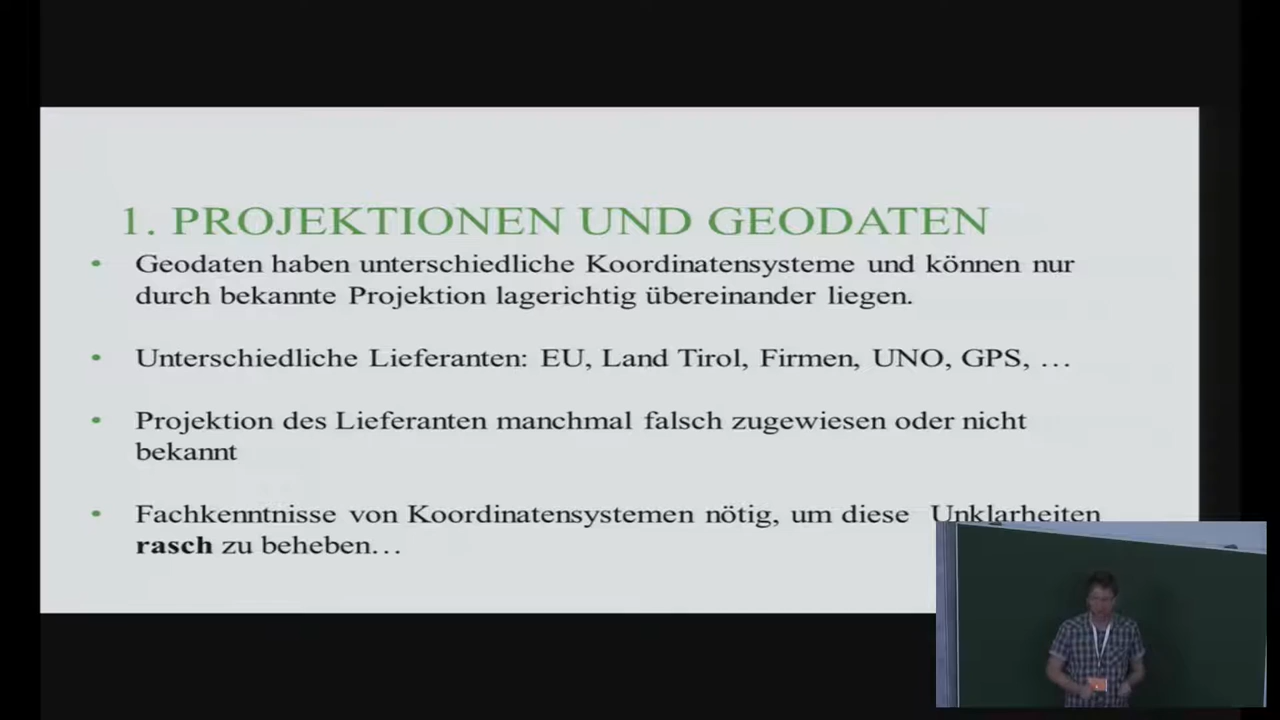 1. PROJEKTIONEN UND GEODATEN
• Geodaten haben unterschiedliche Koordinatensysteme und können nur
durch bekannte Projektion lagerichtig übereinander liegen.
• Unterschiedliche Lieferanten: EU, Land Tirol, Firmen, UNO, GPS, …
• Projektion des Lieferanten manchmal falsch zugewiesen oder nicht
bekannt
• Fachkenntnisse von Koordinatensystemen nötig, um diese Unklarheiten
rasch zu beheben…